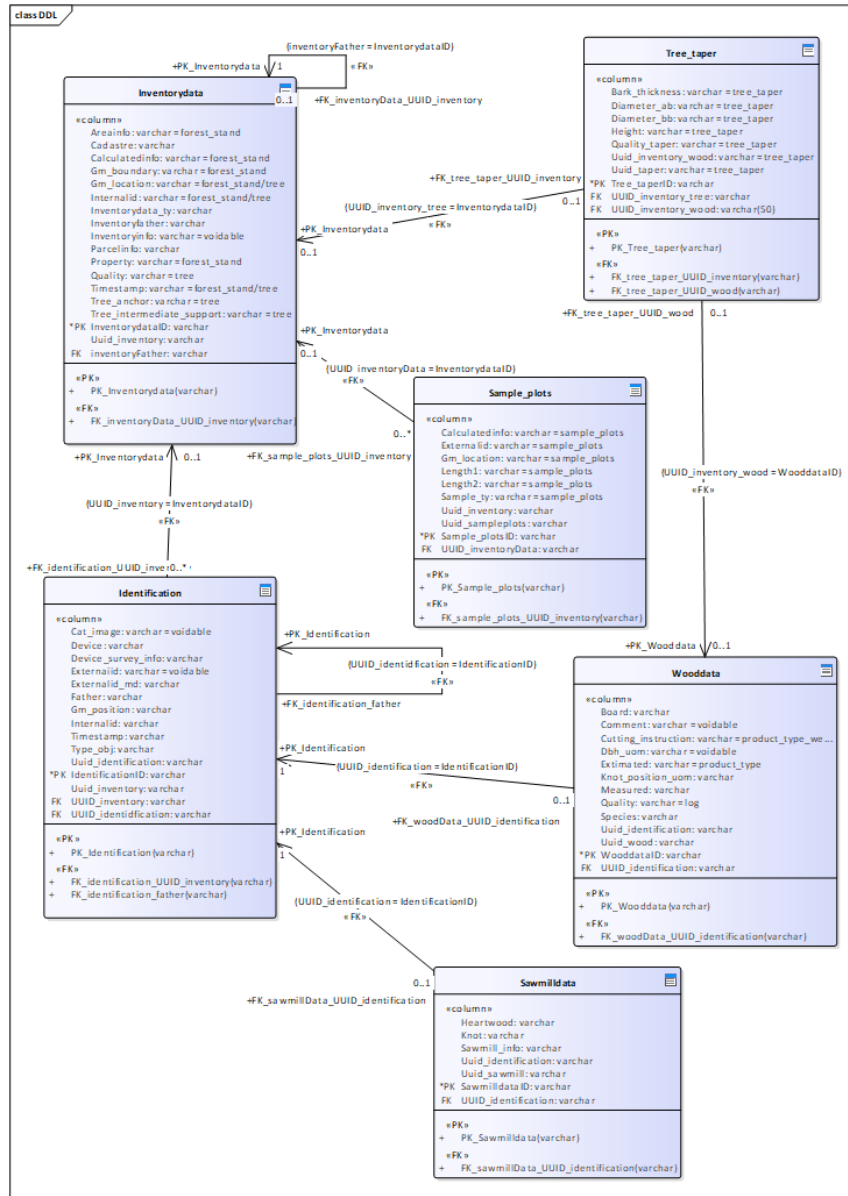 class DDL
{inventoryFather = InventorydataID}
+PK_Inventorydata
1
«FK»
0..1
+FK_inventoryData_UUID_inventory
Inventorydata
«column»
Areainfo: varchar = forest_stand
Cadastre: varchar
Calculatedinfo: varchar = forest_stand
Gm_boundary: varchar = forest_stand
Gm_location: varchar = forest_stand/tree
Internalid: varchar = forest_stand/tree
Inventorydata_ty: varchar
Inventoryfather: varchar
Inventoryinfo: varchar = voidable
Parcelinfo: varchar
Property: varchar = forest_stand
Quality: varchar = tree
Timestamp: varchar = forest_stand/tree
Tree_anchor: varchar = tree
Tree_intermediate_support: varchar = tree
*PK InventorydataID: varchar
Uuid_inventory: varchar
FK inventoryFather: varchar
«PK»
+ PK_Inventorydata(varchar)
«FK»
+ FK_inventoryData_UUID_inventory(varchar)
Tree_taper
«column»
Bark_thickness: varchar = tree_taper
Diameter_ab: varchar = tree_taper
Diameter_bb: varchar = tree_taper
Height: varchar = tree_taper
Quality_taper: varchar = tree_taper
Uuid_inventory_wood: varchar = tree_taper
Uuid_taper: varchar = tree_taper
*PK Tree_taperID: varchar
FK UUID_inventory_tree: varchar
FK UUID_inventory_wood: varchar(50)
«PK»
+ PK_Tree_taper(varchar)
«FK»
+ FK_tree_taper_UUID_inventory(varchar)
+ FK_tree_taper_UUID_wood(varchar)
+FK_tree_taper_UUID_inventory
0..1
{UUID_inventory_tree = InventorydataID}
«FK»
+PK_Inventorydata
0..1
+FK_tree_taper_UUID_wood
0..1
+PK_Inventorydata
0..1
{UUID_inventoryData = InventorydataID}
«FK»
0..*
+FK_sample_plots_UUID_inventory
Sample_plots
«column»
Calculatedinfo: varchar = sample_plots
Externalid: varchar = sample_plots
Gm_location: varchar = sample_plots
Length1: varchar = sample_plots
Length2: varchar = sample_plots
Sample_ty: varchar = sample_plots
Uuid_inventory: varchar
Uuid_sampleplots: varchar
*PK Sample_plotsID: varchar
FK UUID_inventoryData: varchar
«PK»
+ PK_Sample_plots(varchar)
«FK»
+ FK_sample_plots_UUID_inventory(varchar)
{UUID_inventory_wood = WooddataID}
«FK»
+PK_Wooddata
0..1
+PK_Inventorydata
0..1
{UUID_inventory = InventorydataID}
«FK»
+FK_identification_UUID_inver
0..*
Identification
«column»
Cat_image: varchar = voidable
Device: varchar
Device_survey_info: varchar
Externaiid: varchar = voidable
Externalid_md: varchar
Father: varchar
Gm_position: varchar
Internalid: varchar
Timestamp: varchar
Type_obj: varchar
Uuid_identification: varchar
*PK IdentificationID: varchar
Uuid_inventory: varchar
FK UUID_inventory: varchar
FK UUID_identidfication: varchar
«PK»
+ PK_Identification(varchar)
«FK»
+ FK_identification_UUID_inventory(varchar)
+ FK_identification_father(varchar)
+PK_Identification
{UUID_identidfication = IdentificationID}
«FK»
+FK_identification_father
+PK_Identification
1
{UUID_identification = IdentificationID}
«FK»
0..1
+FK_woodData_UUID_identification
Wooddata
«column»
Board: varchar
Comment: varchar = voidable
Cutting_instruction: varchar = product_type_we...
Dbh_uom: varchar = voidable
Extimated: varchar = product_type
Knot_position_uom: varchar
Measured: varchar
Quality: varchar = log
Species: varchar
Uuid_identification: varchar
Uuid_wood: varchar
*PK WooddataID: varchar
FK UUID_identification: varchar
«PK»
+ PK_Wooddata(varchar)
«FK»
+ FK_woodData_UUID_identification(varchar)
+PK_Identification
1
{UUID_identification = IdentificationID}
«FK»
0..1
+FK_sawmillData_UUID_identification
Sawmilldata
«column»
Heartwood: varchar
Knot: varchar
Sawmill_info: varchar
Uuid_identification: varchar
Uuid_sawmill: varchar
*PK SawmilldataID: varchar
FK UUID_identification: varchar
«PK»
+ PK_Sawmilldata(varchar)
«FK»
+ FK_sawmillData_UUID_identification(varchar)